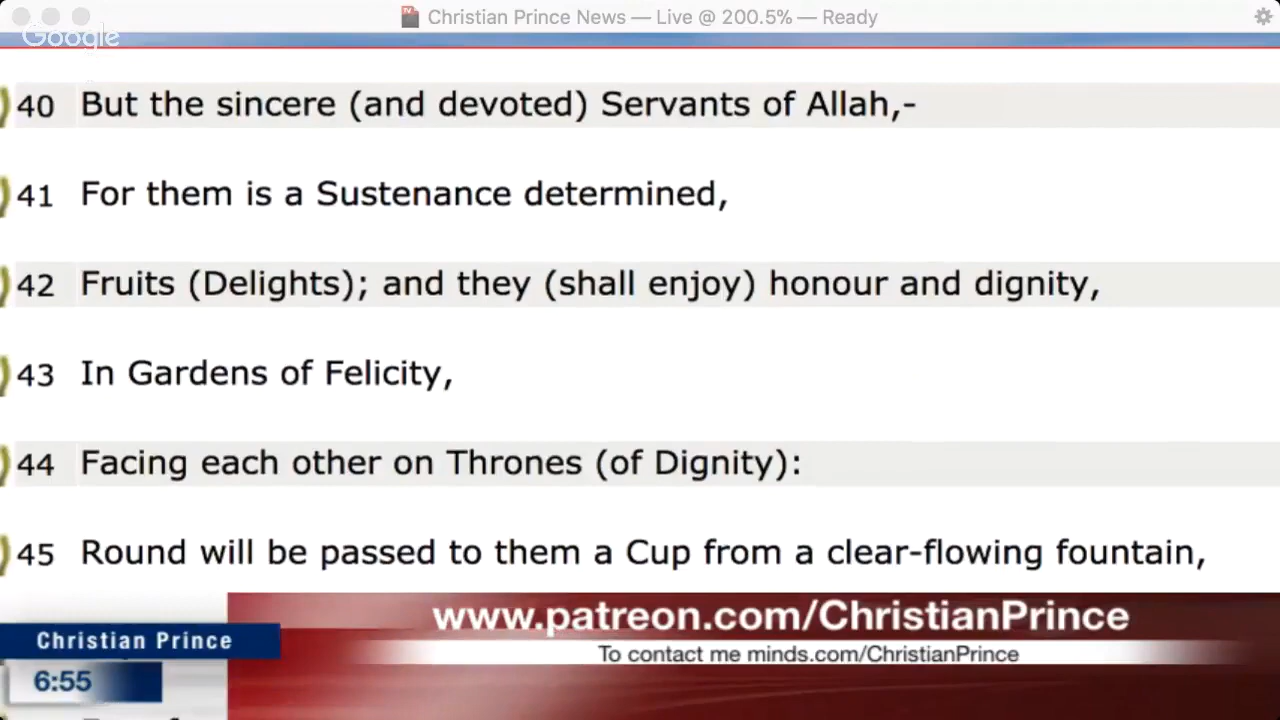 Christian Prince News — Live @ 200.5% — Ready
Google
40 But the sincere (and devoted) Servants of Allah,-
41 For them is a Sustenance determined,
42 Fruits (Delights); and they (shall enjoy) honour and dignity,
43 In Gardens of Felicity,
44 Facing each other on Thrones (of Dignity):
45 Round will be passed to them a Cup from a clear-flowing fountain,
www.patreon.com/ChristianPrince
Christian Prince
To contact me minds.com/ChristianPrince
6:55